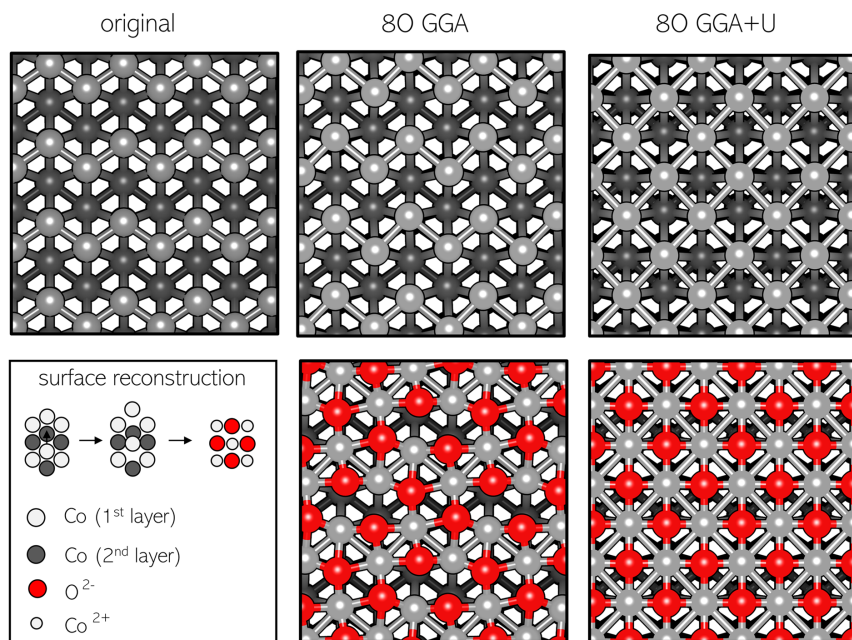 original
8O GGA
8O GGA+U
surface reconstruction
Co (1st layer)
Co (2nd layer)
O2-
Co2+